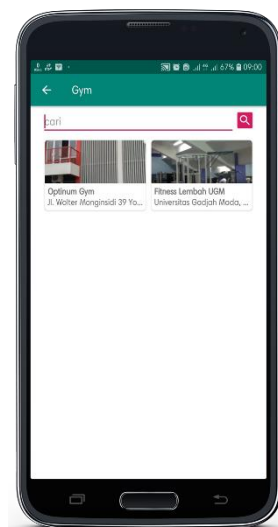 67% 09:00
Gym
cari
Optinum Gym
Jl. Wolter Monginsidi 39 Yo...
Fitness Lembah UGM
Universitas Gadjah Mada, ...